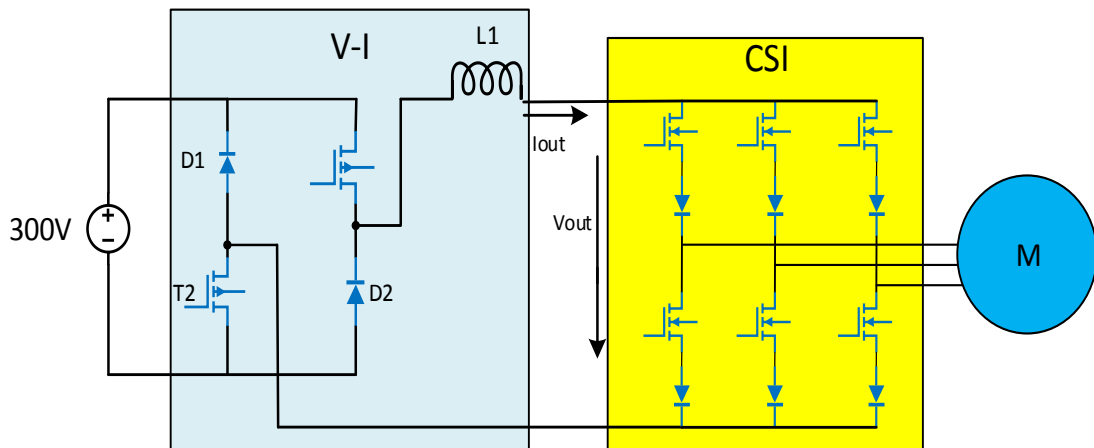 V-I
L1
CSI
D1
Iout
300V
Vout
M
T2
D2